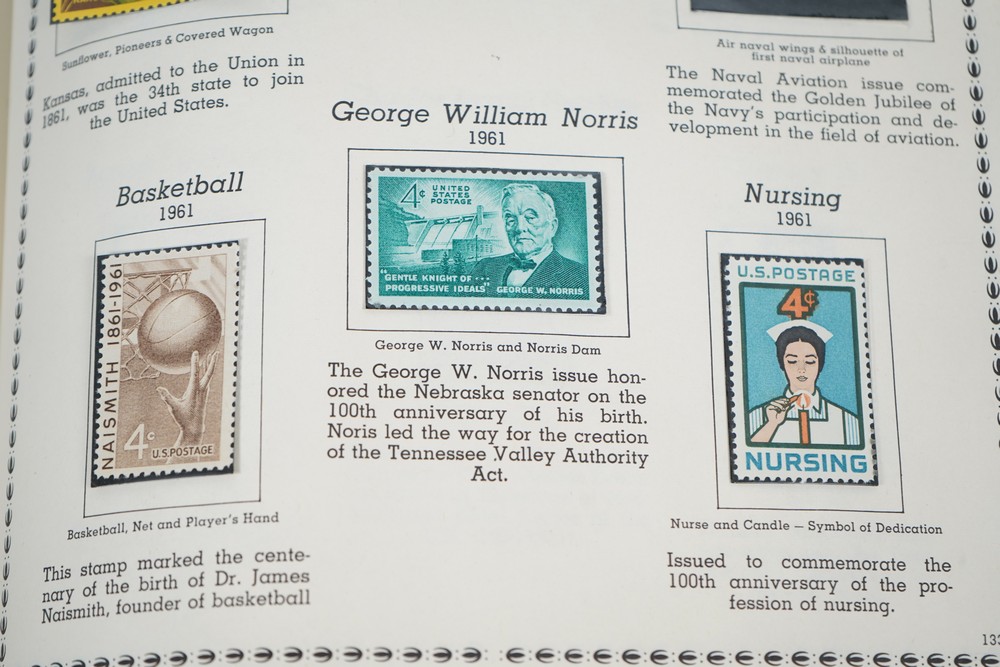 Sunflower, Pioneers & Covered Wagon
Kansas, admitted to the Union in
1861, was the 34th state to join
the United States.
Air naval wings & silhouette of
first naval airplane
The Naval Aviation issue com-
memorated the Golden Jubilee of
the Navy's participation and de-
velopment in the field of aviation.
George William Norris
1961
4¢ UNITED
STATES
POSTAGE
"GENTLE KNIGHT OF...
PROGRESSIVE IDEALS" GEORGE W. NORRIS
George W. Norris and Norris Dam
The George W. Norris issue hon-
ored the Nebraska senator on the
100th anniversary of his birth.
Norris led the way for the creation
of the Tennessee Valley Authority
Act.
Basketball
1961
NAISMITH 1861-1961
4¢ U.S. POSTAGE
Basketball, Net and Player's Hand
This stamp marked the cente-
nary of the birth of Dr. James
Naismith, founder of basketball
Nursing
1961
U.S. POSTAGE
4¢
NURSING
Nurse and Candle — Symbol of Dedication
Issued to commemorate the
100th anniversary of the pro-
fession of nursing.